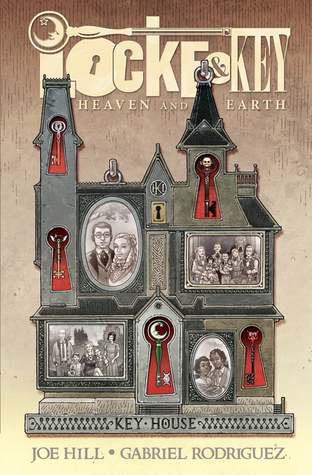 LOCKE & KEY
HEAVEN AND EARTH
KEY·HOUSE
JOE HILL · GABRIEL RODRIGUEZ